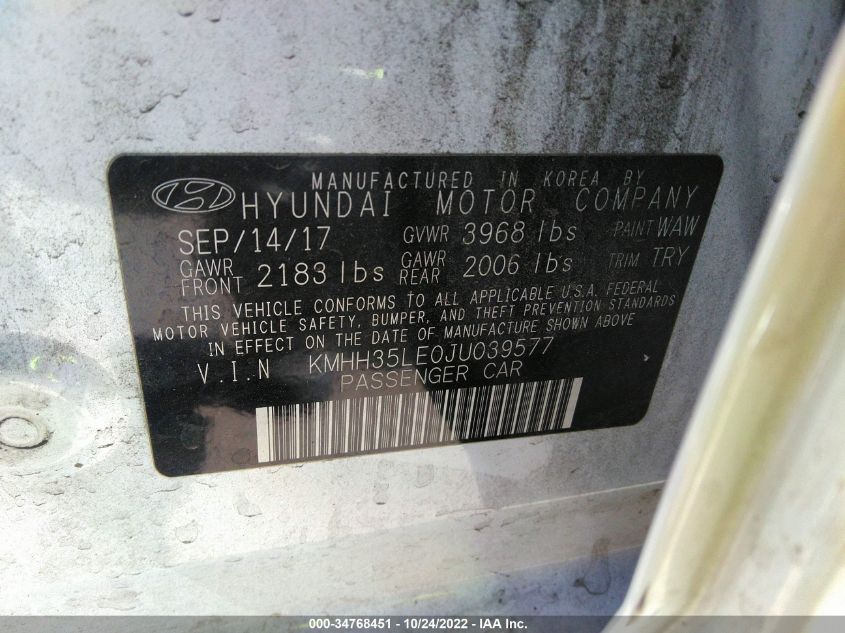 MANUFACTURED IN KOREA BY
HYUNDAI MOTOR COMPANY
SEP/14/17 GVWR 3968 lbs PAINT WAW
GAWR FRONT 2183 lbs GAWR REAR 2006 lbs TRIM TRY
THIS VEHICLE CONFORMS TO ALL APPLICABLE U.S.A. FEDERAL
MOTOR VEHICLE SAFETY, BUMPER, AND THEFT PREVENTION STANDARDS
IN EFFECT ON THE DATE OF MANUFACTURE SHOWN ABOVE
V.I.N KMHH35LE0JU039577
PASSENGER CAR
000-34768451 - 10/24/2022 - IAA Inc.